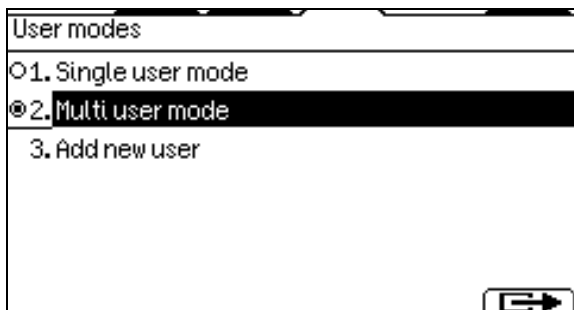 User modes
1. Single user mode
2. Multi user mode
3. Add new user